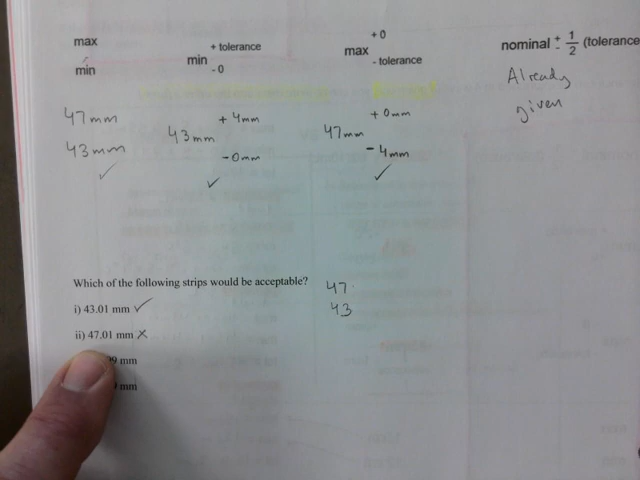 max
min
min + tolerance
- 0
max + 0
- tolerance
nominal ± 1/2 (tolerance
47mm
43mm
✓
43mm + 4mm
- 0mm
✓
47mm + 0mm
- 4mm
✓
Already
given
Which of the following strips would be acceptable?
47
43
i) 43.01 mm ✓
ii) 47.01 mm ×
9 mm
mm